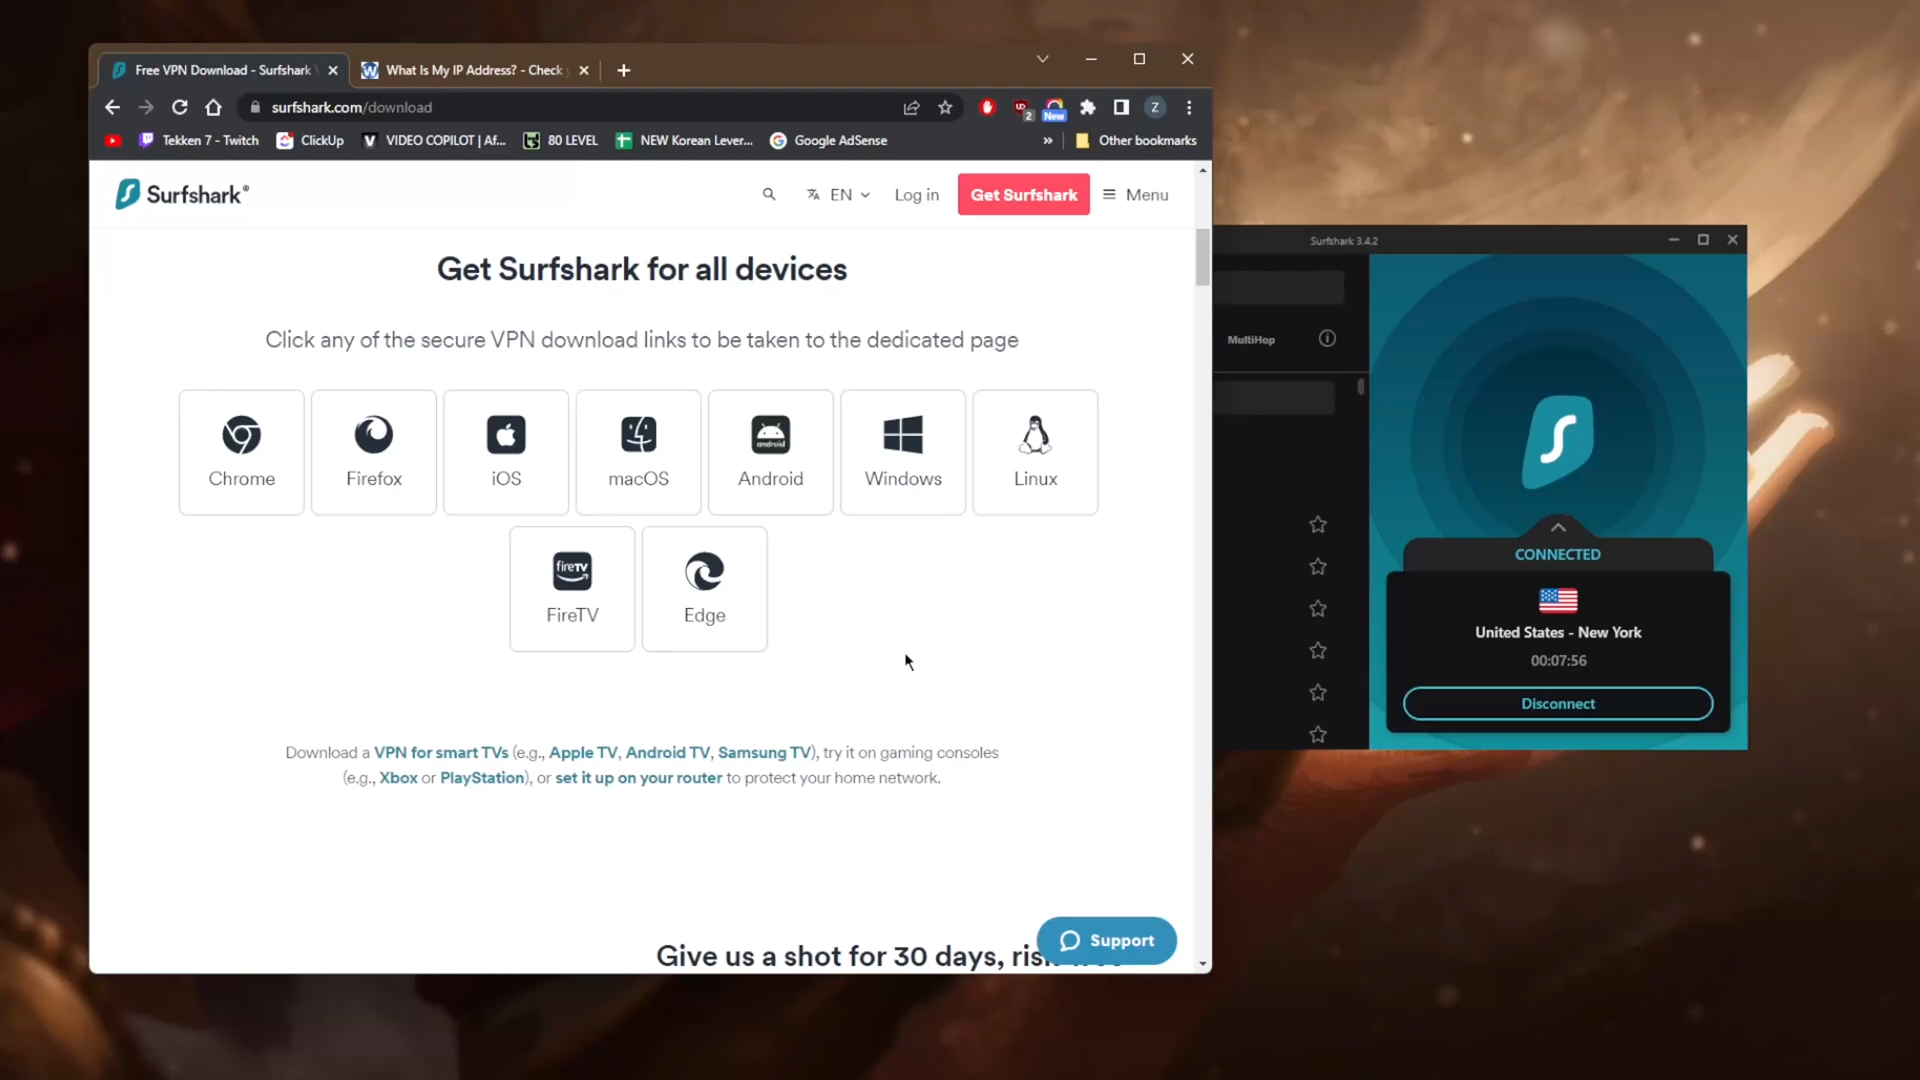 Free VPN Download - Surfshark
What Is My IP Address? - Check
surfshark.com/download
2
New
Z
Tekken 7 - Twitch
ClickUp
VIDEO COPILOT | Af...
80 LEVEL
NEW Korean Lever...
Google AdSense
Other bookmarks
Surfshark®
EN
Log in
Get Surfshark
Menu
Get Surfshark for all devices
Click any of the secure VPN download links to be taken to the dedicated page
Chrome
Firefox
iOS
macOS
android
Android
Windows
Linux
fireTV
FireTV
Edge
Download a VPN for smart TVs (e.g., Apple TV, Android TV, Samsung TV), try it on gaming consoles
(e.g., Xbox or PlayStation), or set it up on your router to protect your home network.
Give us a shot for 30 days,
Support
Surfshark 3.4.2
MultiHop
CONNECTED
United States - New York
00:07:56
Disconnect